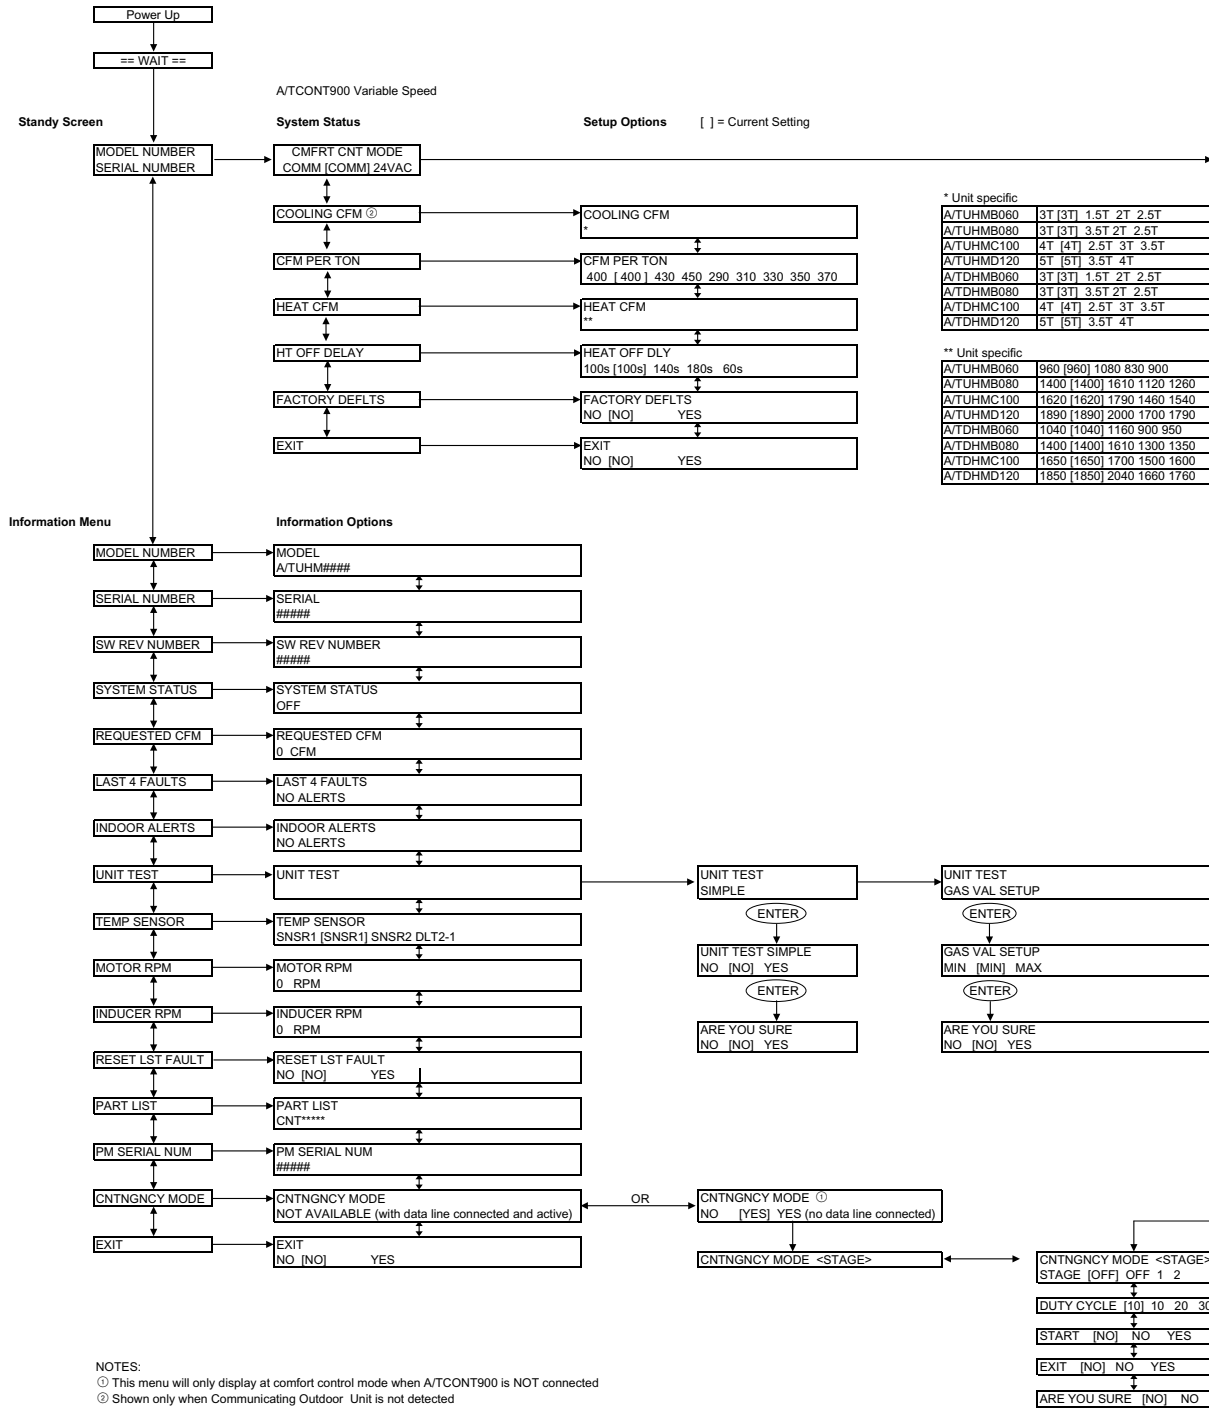 Power Up
== WAIT ==
A/TCONT900 Variable Speed
Standy Screen
System Status
Setup Options
[ ] = Current Setting
MODEL NUMBER
SERIAL NUMBER
CMFRT CNT MODE
COMM [COMM] 24VAC
COOLING CFM ②
COOLING CFM
*
CFM PER TON
CFM PER TON
400 [ 400 ] 430 450 290 310 330 350 370
HEAT CFM
HEAT CFM
**
HT OFF DELAY
HEAT OFF DLY
100s [100s] 140s 180s 60s
FACTORY DEFLTS
FACTORY DEFLTS
NO [NO] YES
EXIT
EXIT
NO [NO] YES
* Unit specific
A/TUHMB060 3T [3T] 1.5T 2T 2.5T
A/TUHMB080 3T [3T] 3.5T 2T 2.5T
A/TUHMC100 4T [4T] 2.5T 3T 3.5T
A/TUHMD120 5T [5T] 3.5T 4T
A/TDHMB060 3T [3T] 1.5T 2T 2.5T
A/TDHMB080 3T [3T] 3.5T 2T 2.5T
A/TDHMC100 4T [4T] 2.5T 3T 3.5T
A/TDHMD120 5T [5T] 3.5T 4T
** Unit specific
A/TUHMB060 960 [960] 1080 830 900
A/TUHMB080 1400 [1400] 1610 1120 1260
A/TUHMC100 1620 [1620] 1790 1460 1540
A/TUHMD120 1890 [1890] 2000 1700 1790
A/TDHMB060 1040 [1040] 1160 900 950
A/TDHMB080 1400 [1400] 1610 1300 1350
A/TDHMC100 1650 [1650] 1700 1500 1600
A/TDHMD120 1850 [1850] 2040 1660 1760
Information Menu
Information Options
MODEL NUMBER
MODEL
A/TUHM####
SERIAL NUMBER
SERIAL
#####
SW REV NUMBER
SW REV NUMBER
#####
SYSTEM STATUS
SYSTEM STATUS
OFF
REQUESTED CFM
REQUESTED CFM
0 CFM
LAST 4 FAULTS
LAST 4 FAULTS
NO ALERTS
INDOOR ALERTS
INDOOR ALERTS
NO ALERTS
UNIT TEST
UNIT TEST
UNIT TEST
SIMPLE
UNIT TEST
GAS VAL SETUP
ENTER
ENTER
TEMP SENSOR
TEMP SENSOR
SNSR1 [SNSR1] SNSR2 DLT2-1
UNIT TEST SIMPLE
NO [NO] YES
GAS VAL SETUP
MIN [MIN] MAX
MOTOR RPM
MOTOR RPM
0 RPM
ENTER
ENTER
INDUCER RPM
INDUCER RPM
0 RPM
ARE YOU SURE
NO [NO] YES
ARE YOU SURE
NO [NO] YES
RESET LST FAULT
RESET LST FAULT
NO [NO] YES
PART LIST
PART LIST
CNT*****
PM SERIAL NUM
PM SERIAL NUM
#####
CNTNGNCY MODE
CNTNGNCY MODE
NOT AVAILABLE (with data line connected and active)
OR
CNTNGNCY MODE ①
NO [YES] YES (no data line connected)
EXIT
EXIT
NO [NO] YES
CNTNGNCY MODE <STAGE>
CNTNGNCY MODE <STAGE>
STAGE [OFF] OFF 1 2
DUTY CYCLE [10] 10 20 30
START [NO] NO YES
EXIT [NO] NO YES
ARE YOU SURE [NO] NO
NOTES:
① This menu will only display at comfort control mode when A/TCONT900 is NOT connected
② Shown only when Communicating Outdoor Unit is not detected